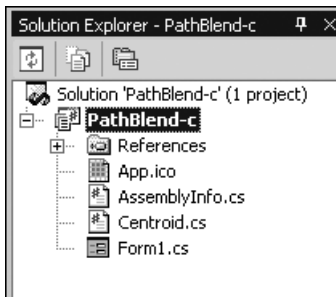 Solution Explorer - PathBlend-c
Solution 'PathBlend-c' (1 project)
PathBlend-c
References
App.ico
AssemblyInfo.cs
Centroid.cs
Form1.cs